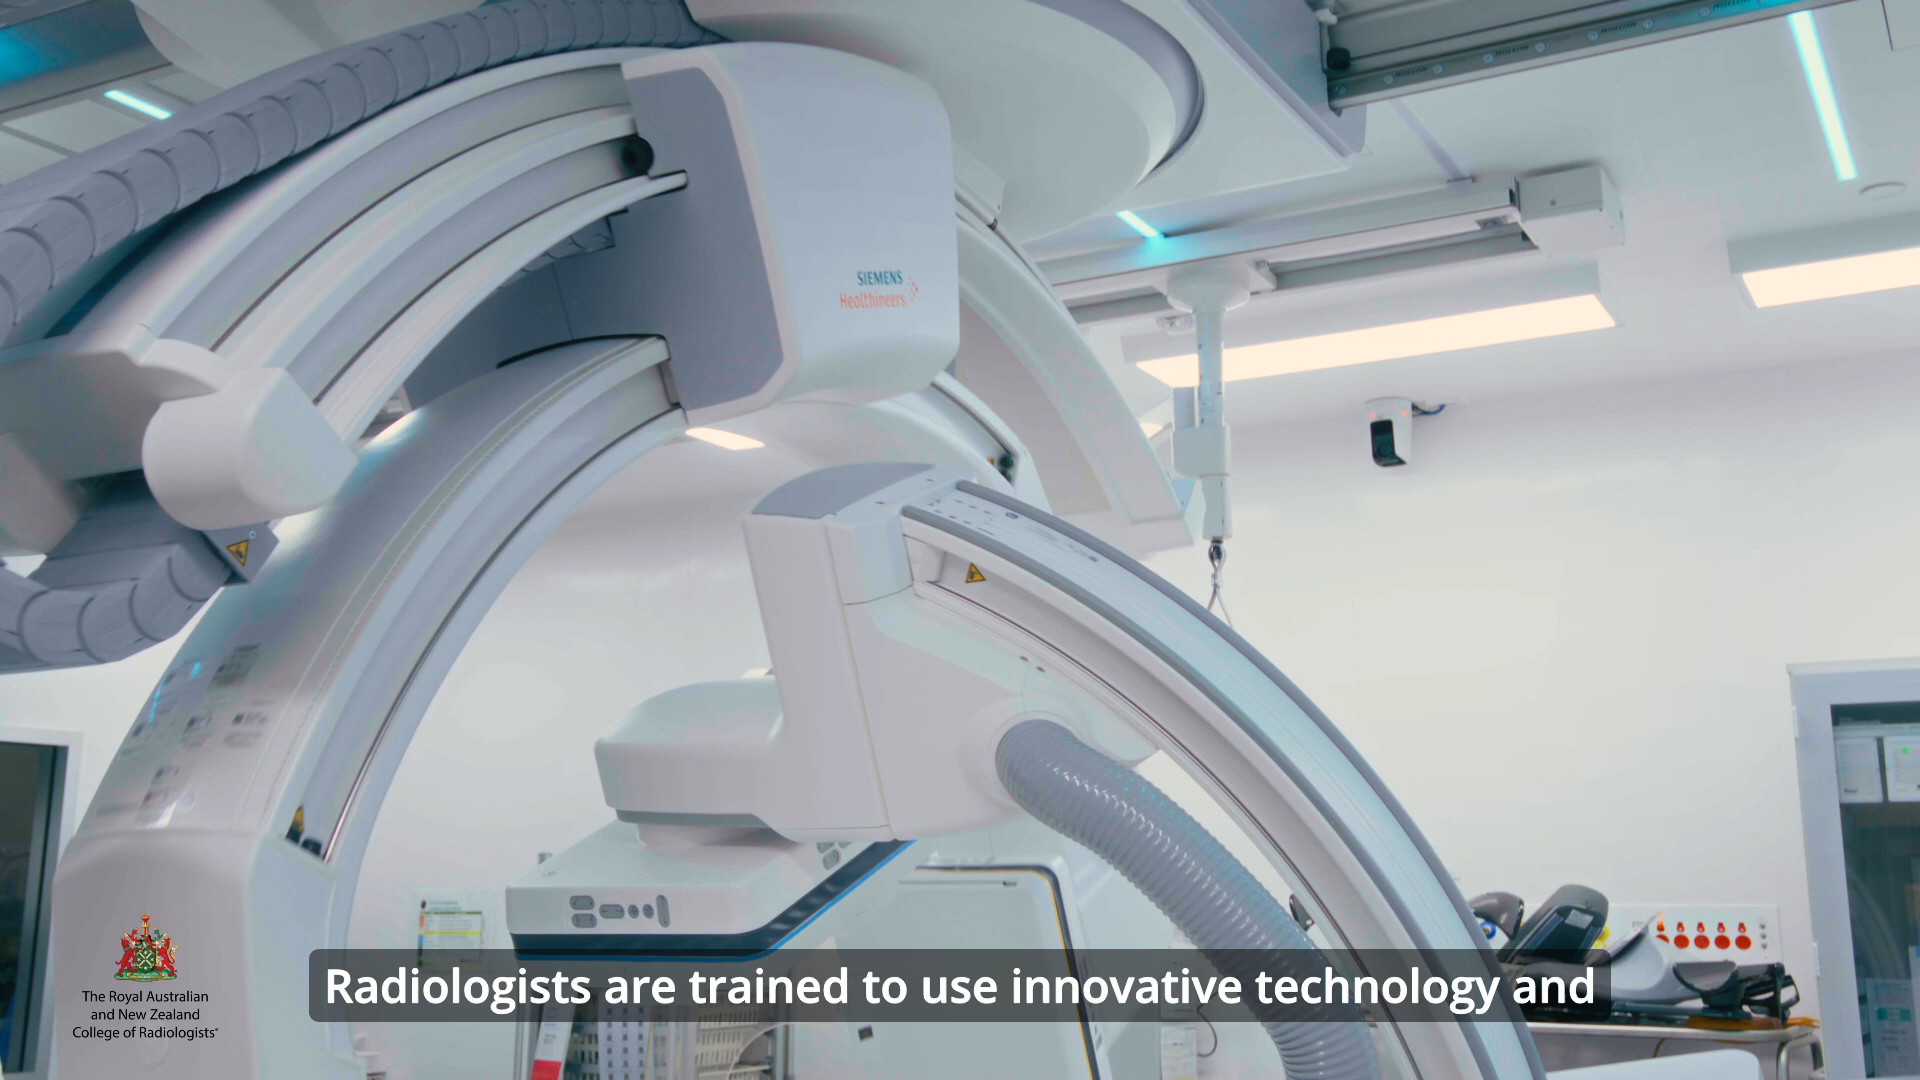 SIEMENS
Healthineers
The Royal Australian
and New Zealand
College of Radiologists®
Radiologists are trained to use innovative technology and